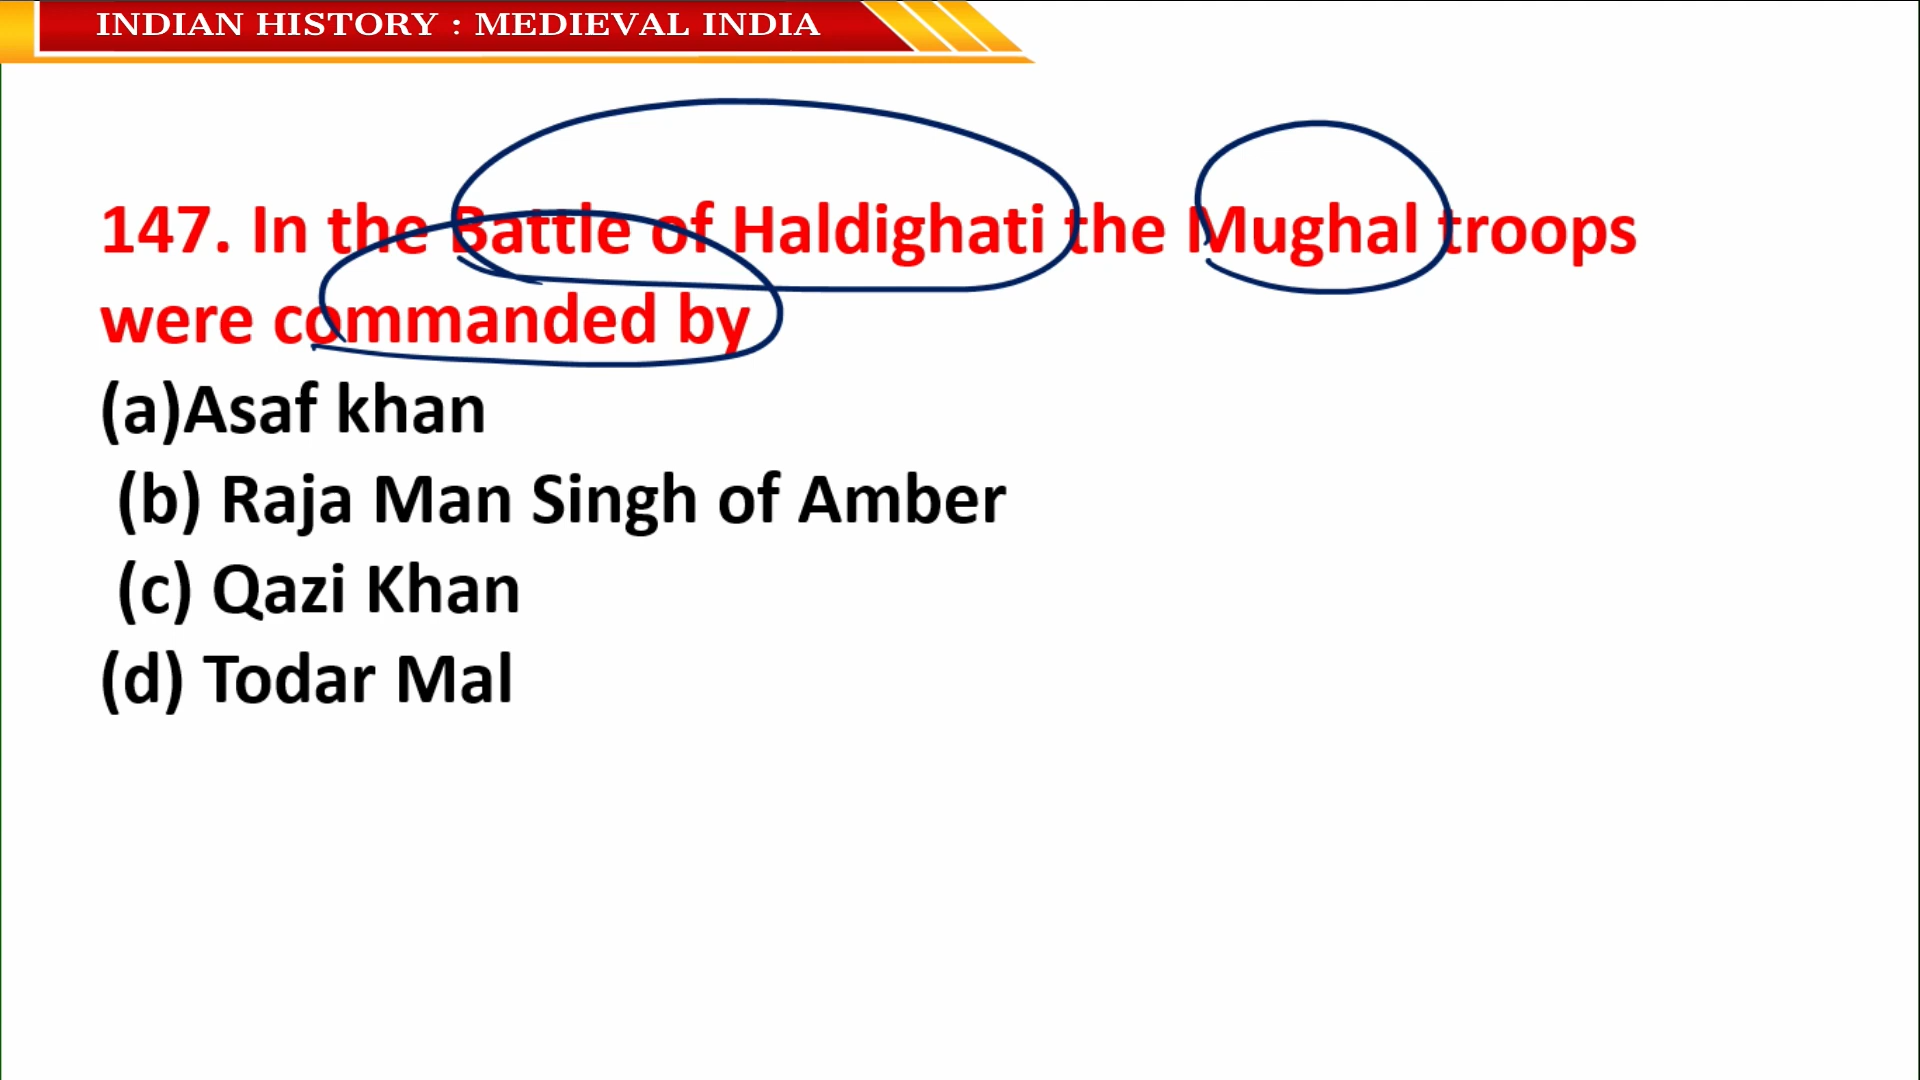 INDIAN HISTORY : MEDIEVAL INDIA
147. In the Battle of Haldighati the Mughal troops
were commanded by
(a)Asaf khan
(b) Raja Man Singh of Amber
(c) Qazi Khan
(d) Todar Mal